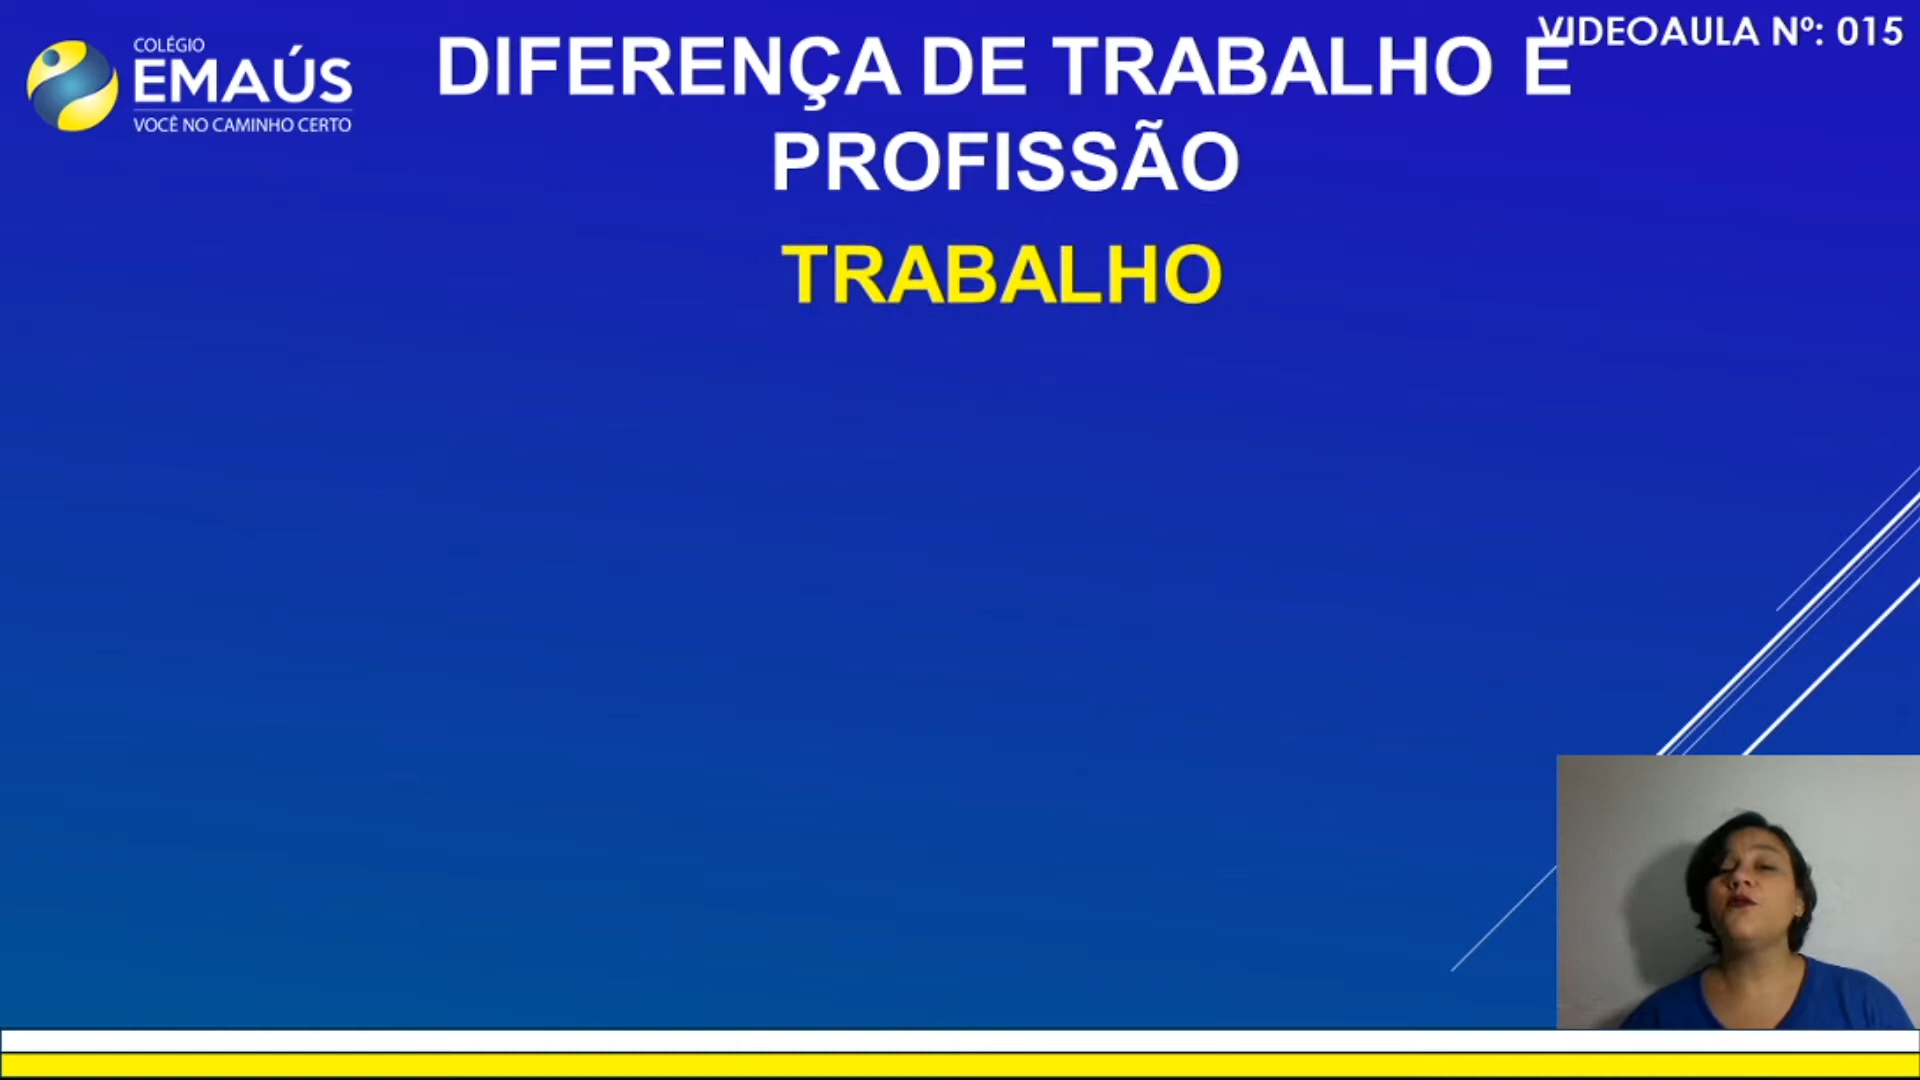 COLÉGIO
EMAÚS
VOCÊ NO CAMINHO CERTO
VIDEOAULA Nº: 015
DIFERENÇA DE TRABALHO E
PROFISSÃO
TRABALHO